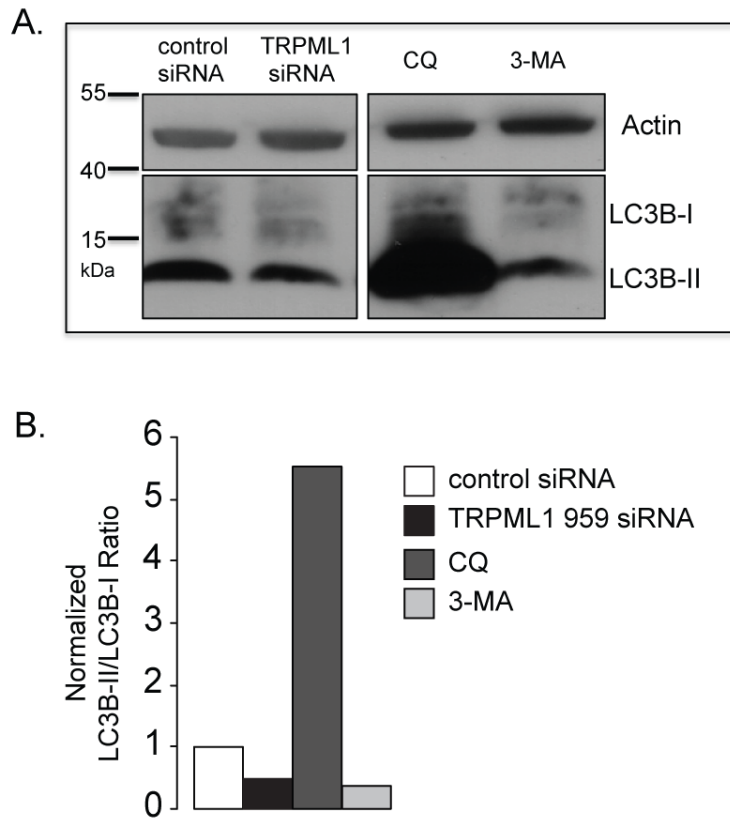 A.
control siRNA
TRPML1 siRNA
CQ
3-MA
55
Actin
40
LC3B-I
15
kDa
LC3B-II
B.
6
5
4
3
2
1
0
Normalized
LC3B-II/LC3B-I Ratio
control siRNA
TRPML1 959 siRNA
CQ
3-MA